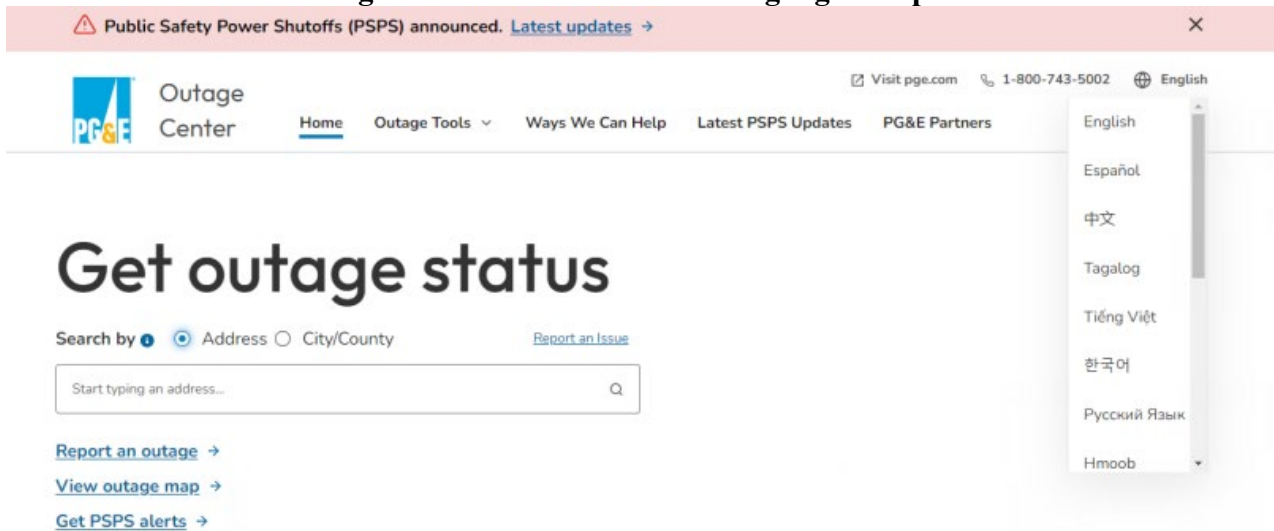 Public Safety Power Shutoffs (PSPS) announced. Latest updates →
Visit pge.com 1-800-743-5002 English
PG&E
Outage
Center
Home Outage Tools Ways We Can Help Latest PSPS Updates PG&E Partners
English
Español
中文
Tagalog
Tiếng Việt
한국어
Русский Язык
Hmoob
Get outage status
Search by Address City/County Report an Issue
Start typing an address...
Report an outage →
View outage map →
Get PSPS alerts →